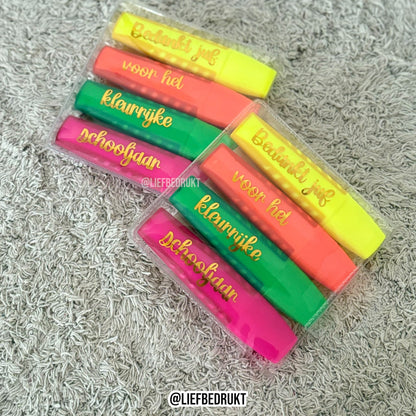 Bedankt juf
voor het
kleurrijke
schooljaar
@LIEFBEDRUKT
Bedankt juf
voor het
kleurrijke
schooljaar
@LIEFBEDRUKT